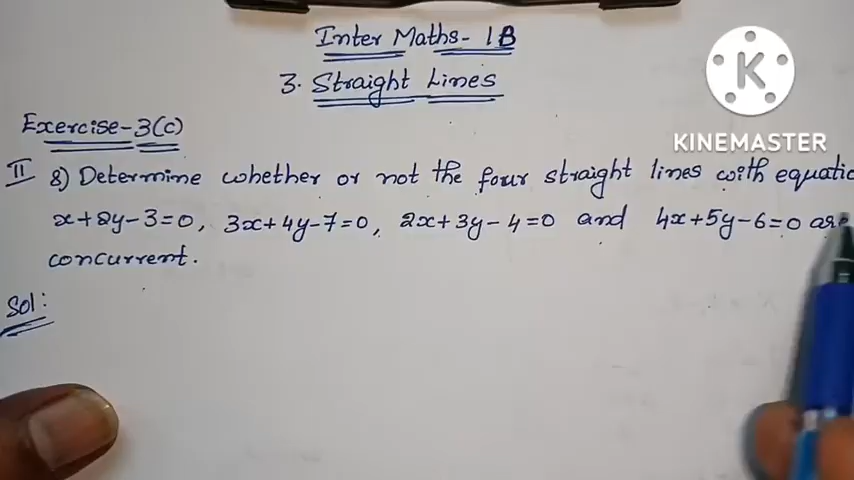 Inter Maths - 1B
3. Straight Lines
Exercise-3(c)
II 8) Determine whether or not the four straight lines with equatio
x+2y-3=0, 3x+4y-7=0, 2x+3y-4=0 and 4x+5y-6=0 are
concurrent.
Sol:
K
KINEMASTER